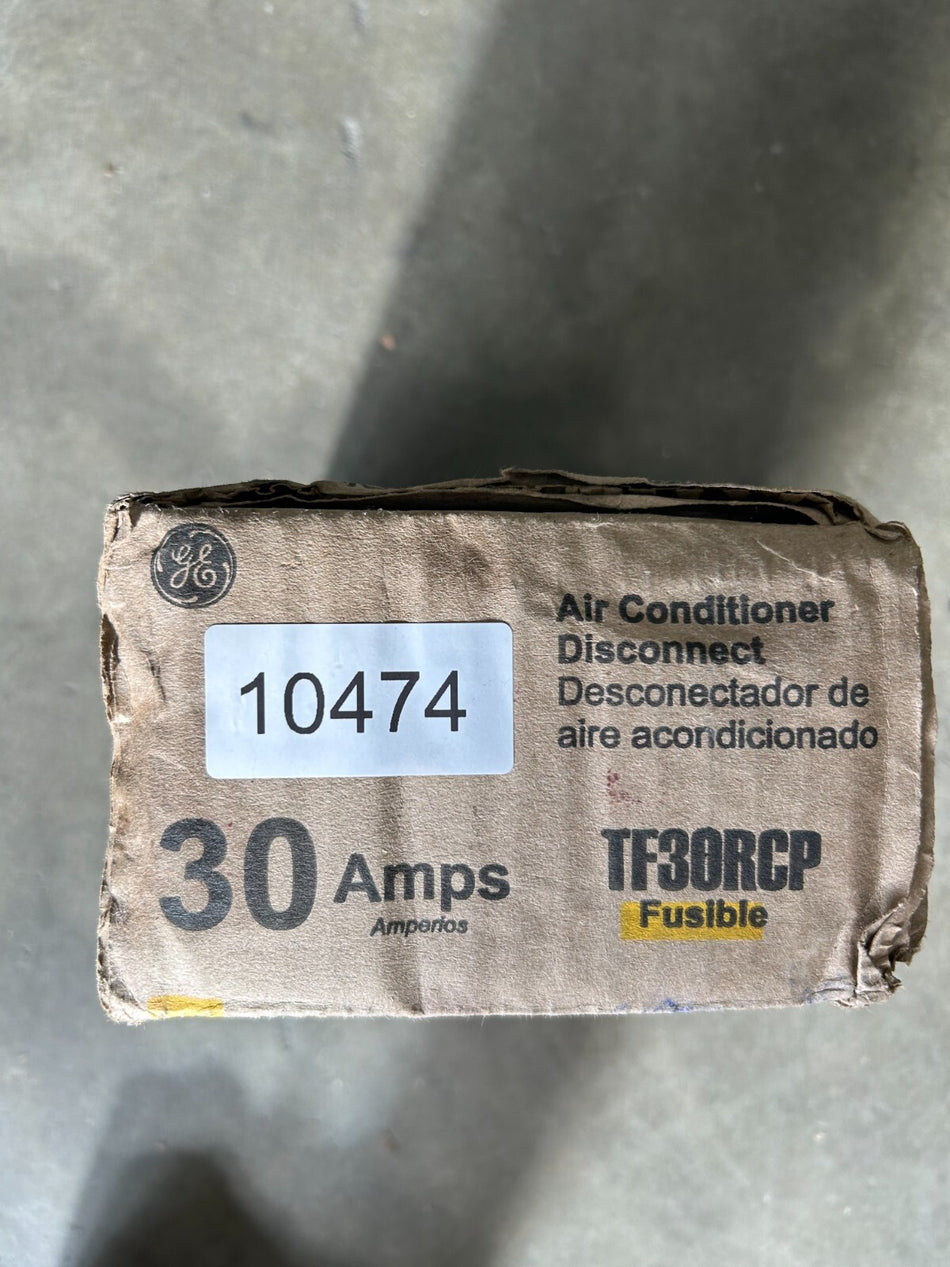 GE
10474
Air Conditioner
Disconnect
Desconectador de
aire acondicionado
30 Amps
Amperios
TF30RCP
Fusible